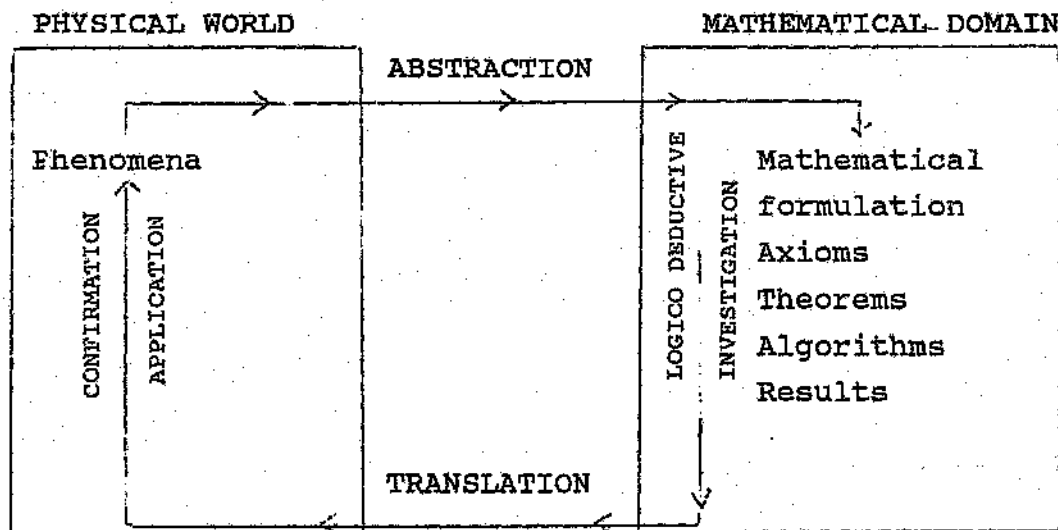 PHYSICAL WORLD
MATHEMATICAL DOMAIN
ABSTRACTION
Phenomena
CONFIRMATION
APPLICATION
LOGICO DEDUCTIVE
INVESTIGATION
Mathematical
formulation
Axioms
Theorems
Algorithms
Results
TRANSLATION